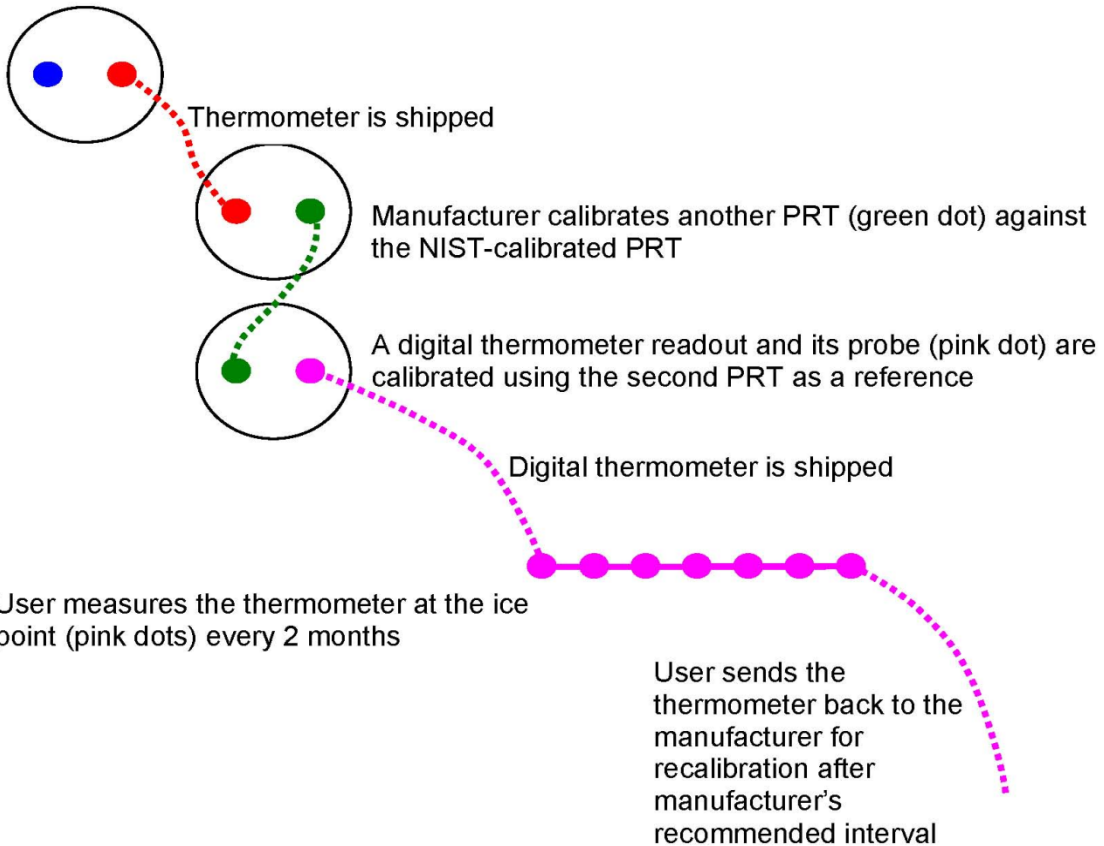 Thermometer is shipped
Manufacturer calibrates another PRT (green dot) against
the NIST-calibrated PRT
A digital thermometer readout and its probe (pink dot) are
calibrated using the second PRT as a reference
Digital thermometer is shipped
User measures the thermometer at the ice
point (pink dots) every 2 months
User sends the
thermometer back to the
manufacturer for
recalibration after
manufacturer’s
recommended interval